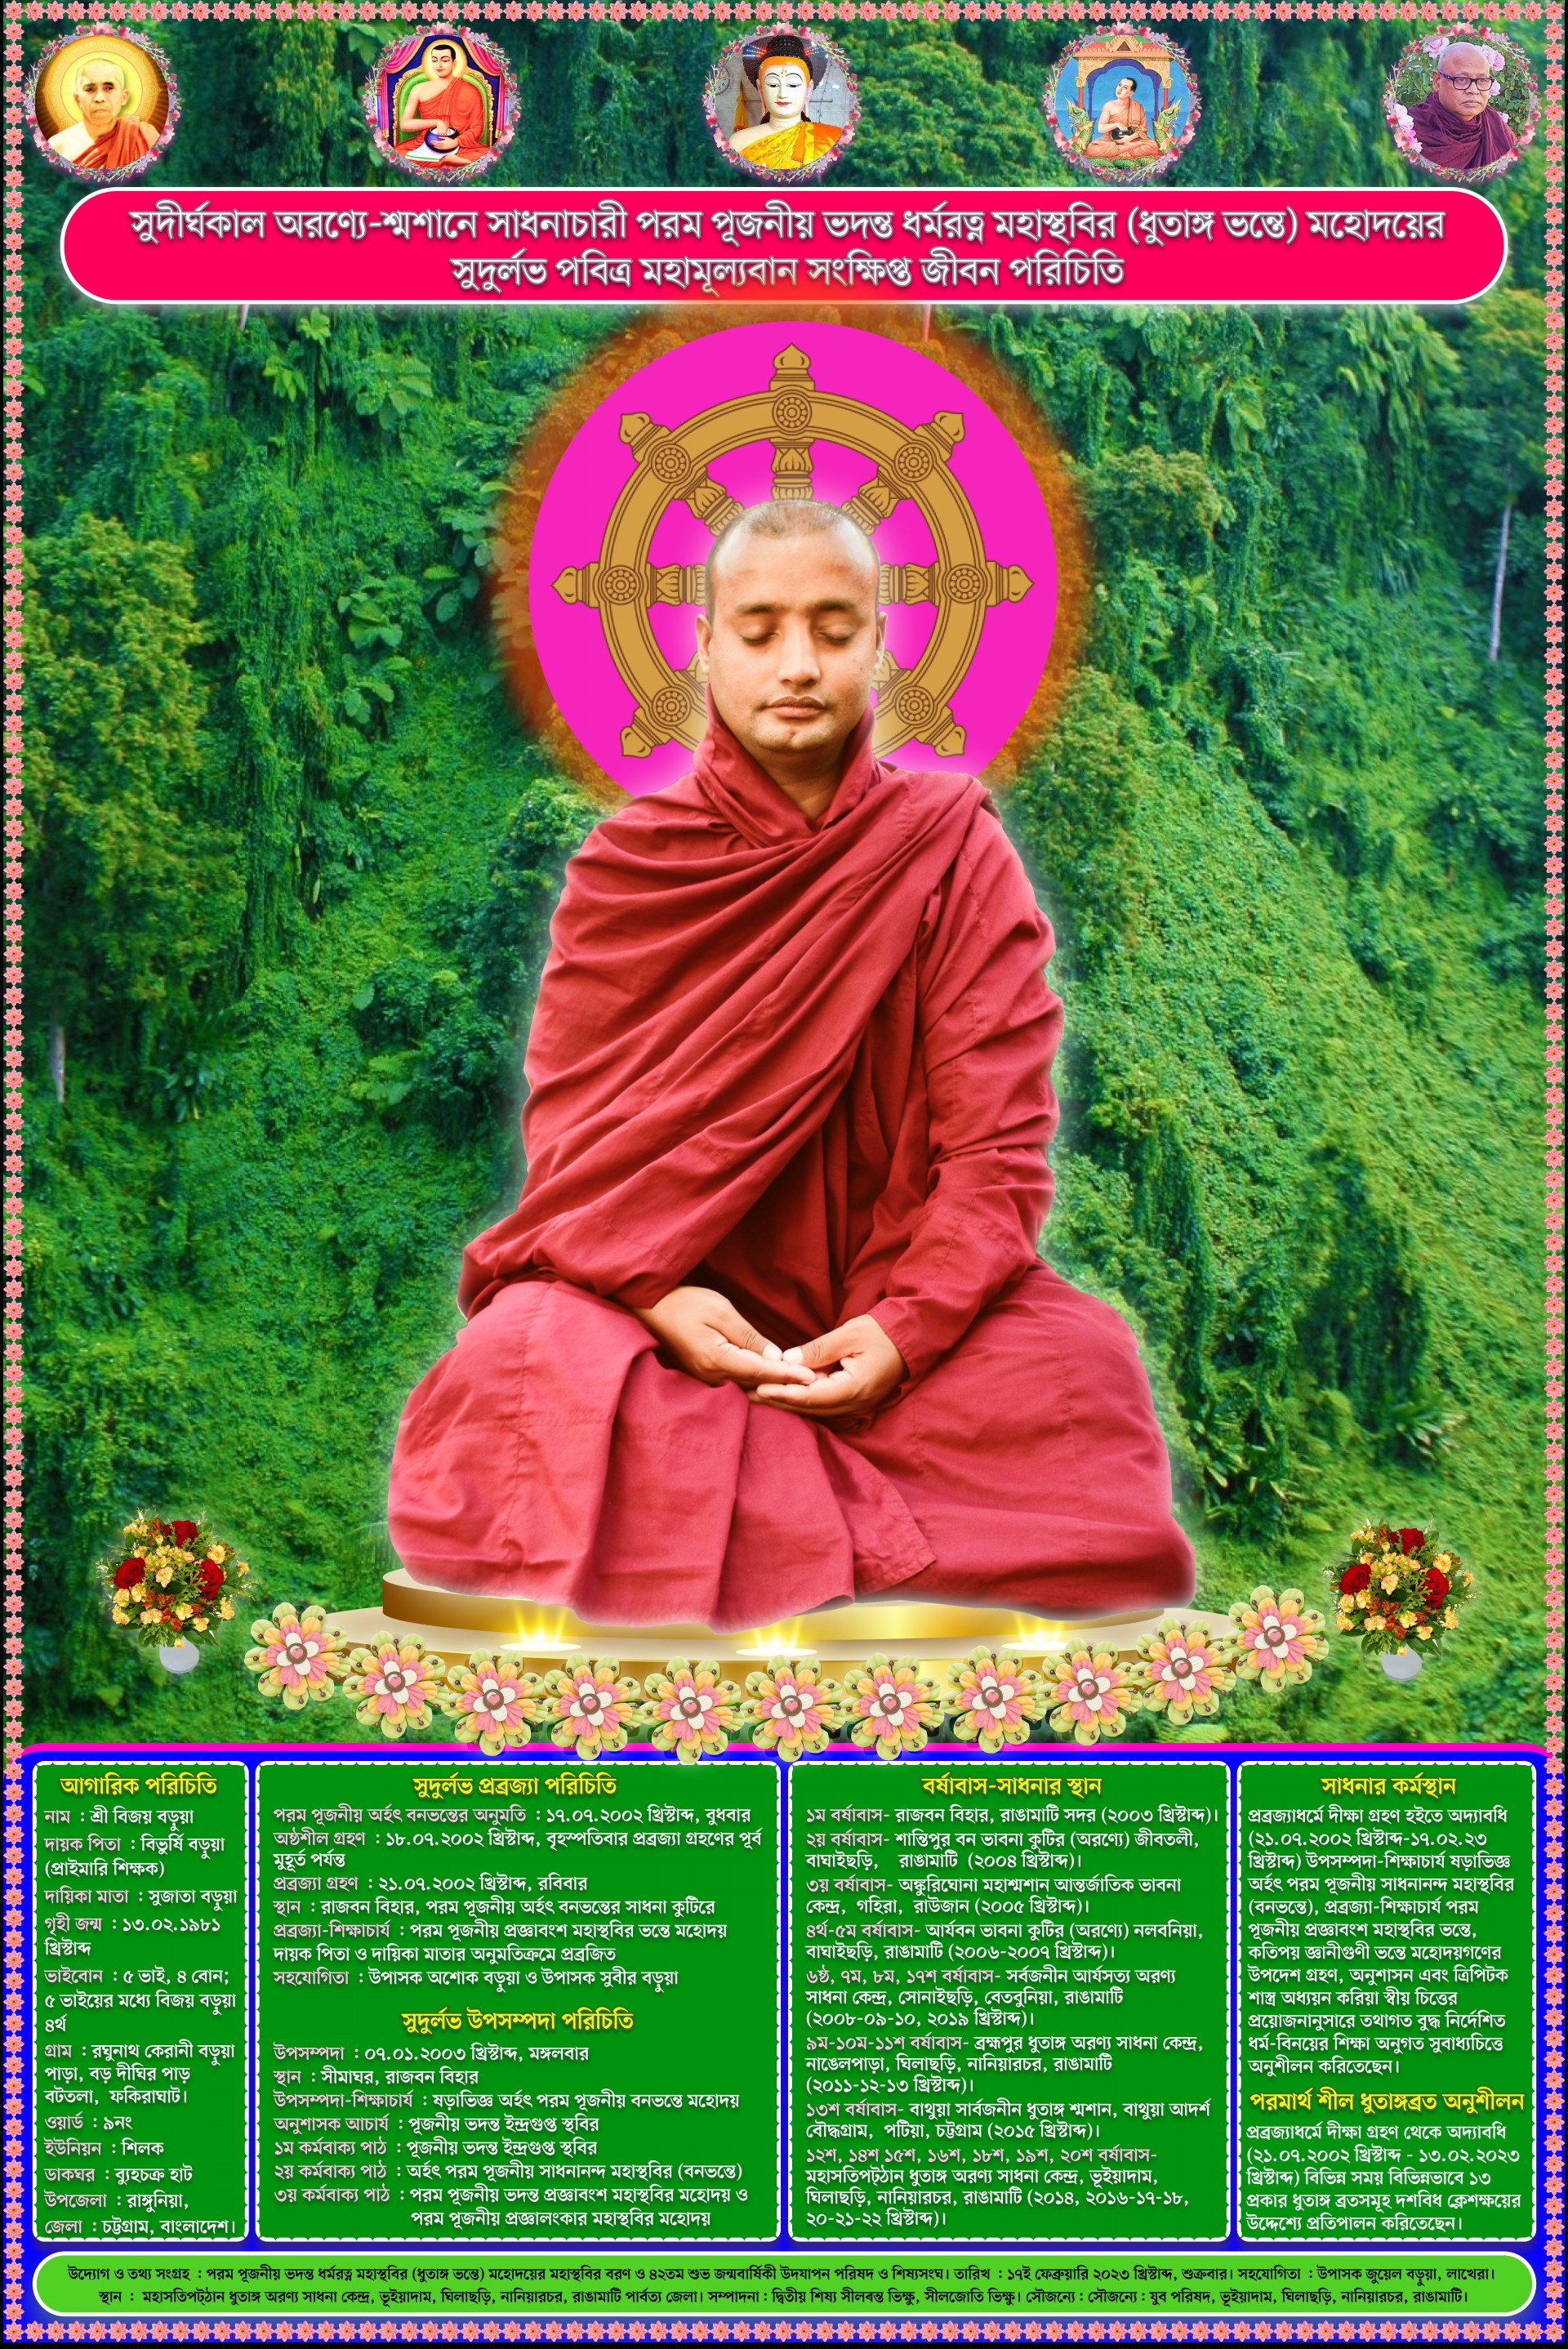 সুদীর্ঘকাল অরণ্যে-শ্মশানে সাধনাচারী পরম পূজনীয় ভদন্ত ধর্মরত্ন মহাস্থবির (ধুতাঙ্গ ভন্তে) মহোদয়ের
সুদুর্লভ পবিত্র মহামূল্যবান সংক্ষিপ্ত জীবন পরিচিতি
আগারিক পরিচিতি
নাম : শ্রী বিজয় বড়ুয়া
দায়ক পিতা : বিভুর্ষি বড়ুয়া
(প্রাইমারি শিক্ষক)
দায়িকা মাতা : সুজাতা বড়ুয়া
গৃহী জন্ম : ১৩.০২.১৯৮১
খ্রিস্টাব্দ
ভাইবোন : ৫ ভাই, ৪ বোন;
৫ ভাইয়ের মধ্যে বিজয় বড়ুয়া
৪র্থ
গ্রাম : রঘুনাথ কেরানী বড়ুয়া
পাড়া, বড় দীঘির পাড়
বটতলা, ফকিরাঘাট।
ওয়ার্ড : ৯নং
ইউনিয়ন : শিলক
ডাকঘর : ব্যুহচক্র হাট
উপজেলা : রাঙ্গুনিয়া,
জেলা : চট্টগ্রাম, বাংলাদেশ।
সুদুর্লভ প্রব্রজ্যা পরিচিতি
পরম পূজনীয় অর্হৎ বনভন্তের অনুমতি : ১৭.০৭.২০০২ খ্রিস্টাব্দ, বুধবার
অষ্ঠশীল গ্রহণ : ১৮.০৭.২০০২ খ্রিস্টাব্দ, বৃহস্পতিবার প্রব্রজ্যা গ্রহণের পূর্ব
মুহূর্ত পর্যন্ত
প্রব্রজ্যা গ্রহণ : ২১.০৭.২০০২ খ্রিস্টাব্দ, রবিবার
স্থান : রাজবন বিহার, পরম পূজনীয় অর্হৎ বনভন্তের সাধনা কুটিরে
প্রব্রজ্যা-শিক্ষাচার্য : পরম পূজনীয় প্রজ্ঞাবংশ মহাস্থবির ভন্তে মহোদয়
দায়ক পিতা ও দায়িকা মাতার অনুমতিক্রমে প্রব্রজিত
সহযোগিতা : উপাসক অশোক বড়ুয়া ও উপাসক সুবীর বড়ুয়া
সুদুর্লভ উপসম্পদা পরিচিতি
উপসম্পদা : ০৭.০১.২০০৩ খ্রিস্টাব্দ, মঙ্গলবার
স্থান : সীমাঘর, রাজবন বিহার
উপসম্পদা-শিক্ষাচার্য : ষড়াভিজ্ঞ অর্হৎ পরম পূজনীয় বনভন্তে মহোদয়
অনুশাসক আচার্য : পূজনীয় ভদন্ত ইন্দ্রগুপ্ত স্থবির
১ম কর্মবাক্য পাঠ : পূজনীয় ভদন্ত ইন্দ্রগুপ্ত স্থবির
২য় কর্মবাক্য পাঠ : অর্হৎ পরম পূজনীয় সাধনানন্দ মহাস্থবির (বনভন্তে)
৩য় কর্মবাক্য পাঠ : পরম পূজনীয় ভদন্ত প্রজ্ঞাবংশ মহাস্থবির মহোদয় ও
পরম পূজনীয় প্রজ্ঞালংকার মহাস্থবির মহোদয়
বর্ষাবাস-সাধনার স্থান
১ম বর্ষাবাস- রাজবন বিহার, রাঙামাটি সদর (২০০৩ খ্রিস্টাব্দ)।
২য় বর্ষাবাস- শান্তিপুর বন ভাবনা কুটির (অরণ্যে) জীবতলী,
বাঘাইছড়ি, রাঙামাটি (২০০৪ খ্রিস্টাব্দ)।
৩য় বর্ষাবাস- অঙ্কুরিঘোনা মহাশ্মশান আন্তর্জাতিক ভাবনা
কেন্দ্র, গহিরা, রাউজান (২০০৫ খ্রিস্টাব্দ)।
৪র্থ-৫ম বর্ষাবাস- আর্যবন ভাবনা কুটির (অরণ্যে) নলবনিয়া,
বাঘাইছড়ি, রাঙামাটি (২০০৬-২০০৭ খ্রিস্টাব্দ)।
৬ষ্ঠ, ৭ম, ৮ম, ১৭শ বর্ষাবাস- সর্বজনীন আর্যসত্য অরণ্য
সাধনা কেন্দ্র, সোনাইছড়ি, বেতবুনিয়া, রাঙামাটি
(২০০৮-০৯-১০, ২০১৯ খ্রিস্টাব্দ)।
৯ম-১০ম-১১শ বর্ষাবাস- ব্রহ্মপুর ধুতাঙ্গ অরণ্য সাধনা কেন্দ্র,
নাঙেলপাড়া, ঘিলাছড়ি, নানিয়ারচর, রাঙামাটি
(২০১১-১২-১৩ খ্রিস্টাব্দ)।
১৩শ বর্ষাবাস- বাথুয়া সার্বজনীন ধুতাঙ্গ শ্মশান, বাথুয়া আদর্শ
বৌদ্ধগ্রাম, পটিয়া, চট্টগ্রাম (২০১৫ খ্রিস্টাব্দ)।
১২শ, ১৪শ ১৫শ, ১৬শ, ১৮শ, ১৯শ, ২০শ বর্ষাবাস-
মহাসতিপট্ঠান ধুতাঙ্গ অরণ্য সাধনা কেন্দ্র, ভূইয়াদাম,
ঘিলাছড়ি, নানিয়ারচর, রাঙামাটি (২০১৪, ২০১৬-১৭-১৮,
২০-২১-২২ খ্রিস্টাব্দ)।
সাধনার কর্মস্থান
প্রব্রজ্যাধর্মে দীক্ষা গ্রহণ হইতে অদ্যাবধি
(২১.০৭.২০০২ খ্রিস্টাব্দ-১৭.০২.২৩
খ্রিস্টাব্দ) উপসম্পদা-শিক্ষাচার্য ষড়াভিজ্ঞ
অর্হৎ পরম পূজনীয় সাধনানন্দ মহাস্থবির
(বনভন্তে), প্রব্রজ্যা-শিক্ষাচার্য পরম
পূজনীয় প্রজ্ঞাবংশ মহাস্থবির ভন্তে,
কতিপয় জ্ঞানীগুণী ভন্তে মহোদয়গণের
উপদেশ গ্রহণ, অনুশাসন এবং ত্রিপিটক
শাস্ত্র অধ্যয়ন করিয়া স্বীয় চিত্তের
প্রয়োজনানুসারে তথাগত বুদ্ধ নির্দেশিত
ধর্ম-বিনয়ের শিক্ষা অনুগত সুবাধ্যচিত্তে
অনুশীলন করিতেছেন।
পরমার্থ শীল ধুতাঙ্গব্রত অনুশীলন
প্রব্রজ্যাধর্মে দীক্ষা গ্রহণ থেকে অদ্যাবধি
(২১.০৭.২০০২ খ্রিস্টাব্দ - ১৩.০২.২০২৩
খ্রিস্টাব্দ) বিভিন্ন সময় বিভিন্নভাবে ১৩
প্রকার ধুতাঙ্গ ব্রতসমূহ দশবিধ ক্লেশক্ষয়ের
উদ্দেশ্যে প্রতিপালন করিতেছেন।
উদ্যোগ ও তথ্য সংগ্রহ : পরম পূজনীয় ভদন্ত ধর্মরত্ন মহাস্থবির (ধুতাঙ্গ ভন্তে) মহোদয়ের মহাস্থবির বরণ ও ৪২তম শুভ জন্মবার্ষিকী উদযাপন পরিষদ ও শিষ্যসংঘ। তারিখ : ১৭ই ফেব্রুয়ারি ২০২৩ খ্রিস্টাব্দ, শুক্রবার। সহযোগিতা : উপাসক জুয়েল বড়ুয়া, লাখেরা।
স্থান : মহাসতিপট্ঠান ধুতাঙ্গ অরণ্য সাধনা কেন্দ্র, ভূইয়াদাম, ঘিলাছড়ি, নানিয়ারচর, রাঙামাটি পার্বত্য জেলা। সম্পাদনা : দ্বিতীয় শিষ্য সীলবন্ত ভিক্ষু, সীলজোতি ভিক্ষু। সৌজন্যে : সৌজন্যে : যুব পরিষদ, ভূইয়াদাম, ঘিলাছড়ি, নানিয়ারচর, রাঙামাটি।